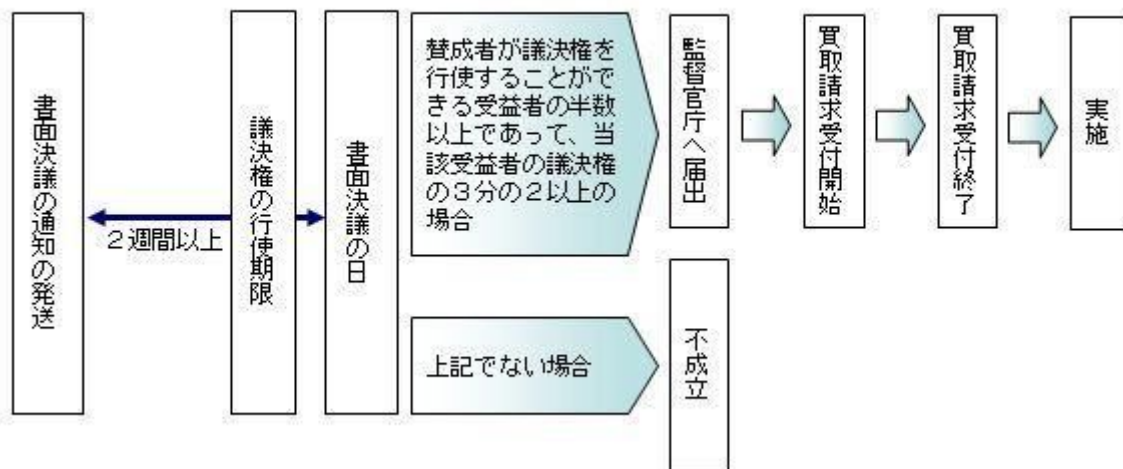 書面決議の通知の発送
2週間以上
議決権の行使期限
書面決議の日
賛成者が議決権を
行使することがで
きる受益者の半数
以上であって、当
該受益者の議決権
の3分の2以上の
場合
監督官庁へ届出
買取請求受付開始
買取請求受付終了
実施
上記でない場合
不成立